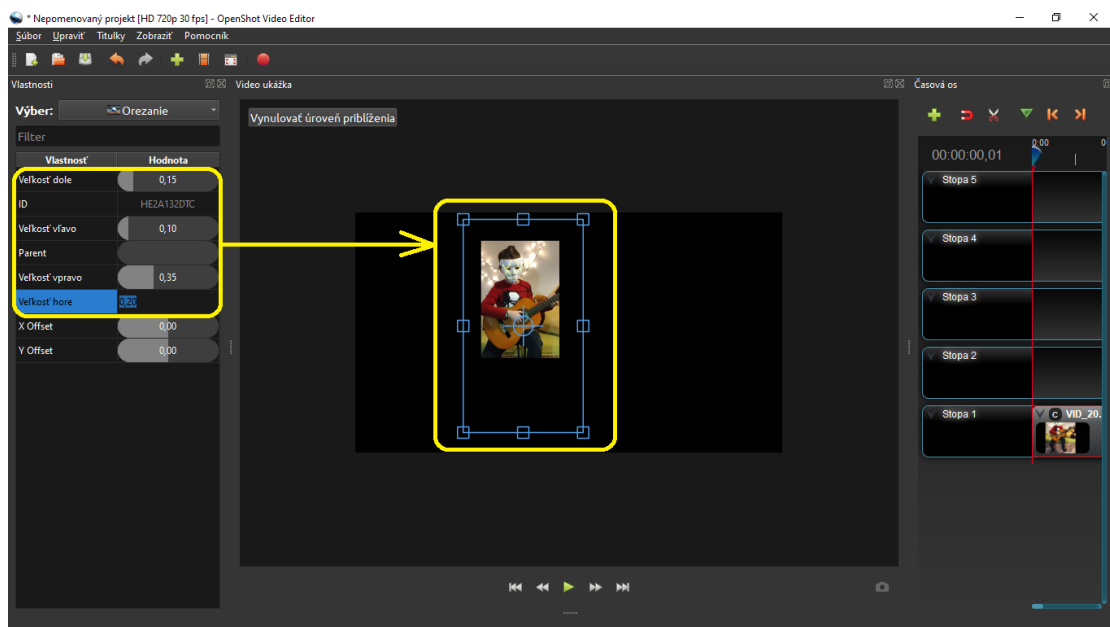 * Nepomenovaný projekt [HD 720p 30 fps] - OpenShot Video Editor
Súbor Upraviť Titulky Zobraziť Pomocník
Vlastnosti
Výber: Orezanie
Filter
Vlastnosť Hodnota
Veľkosť dole 0,15
ID HE2A132DTC
Veľkosť vľavo 0,10
Parent
Veľkosť vpravo 0,35
Veľkosť hore 0,20
X Offset 0,00
Y Offset 0,00
Video ukážka
Vynulovať úroveň priblíženia
Časová os
00:00:00,01
0:00 0
Stopa 5
Stopa 4
Stopa 3
Stopa 2
Stopa 1
C VID_20...